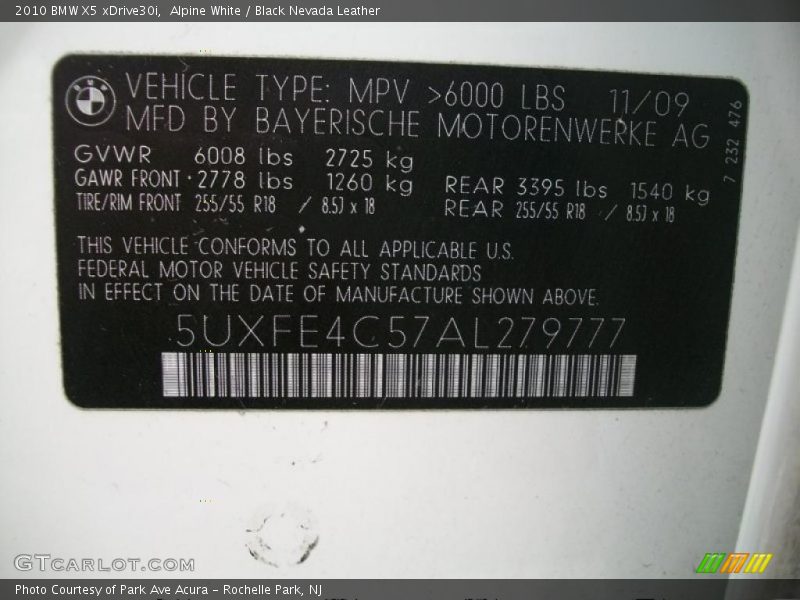 2010 BMW X5 xDrive30i, Alpine White / Black Nevada Leather
BMW
VEHICLE TYPE: MPV >6000 LBS 11/09
MFD BY BAYERISCHE MOTORENWERKE AG
7 232 476
GVWR 6008 lbs 2725 kg
GAWR FRONT 2778 lbs 1260 kg REAR 3395 lbs 1540 kg
TIRE/RIM FRONT 255/55 R18 / 8.5J x 18 REAR 255/55 R18 / 8.5J x 18
THIS VEHICLE CONFORMS TO ALL APPLICABLE U.S.
FEDERAL MOTOR VEHICLE SAFETY STANDARDS
IN EFFECT ON THE DATE OF MANUFACTURE SHOWN ABOVE.
5UXFE4C57AL279777
GTCARLOT.COM
Photo Courtesy of Park Ave Acura - Rochelle Park, NJ